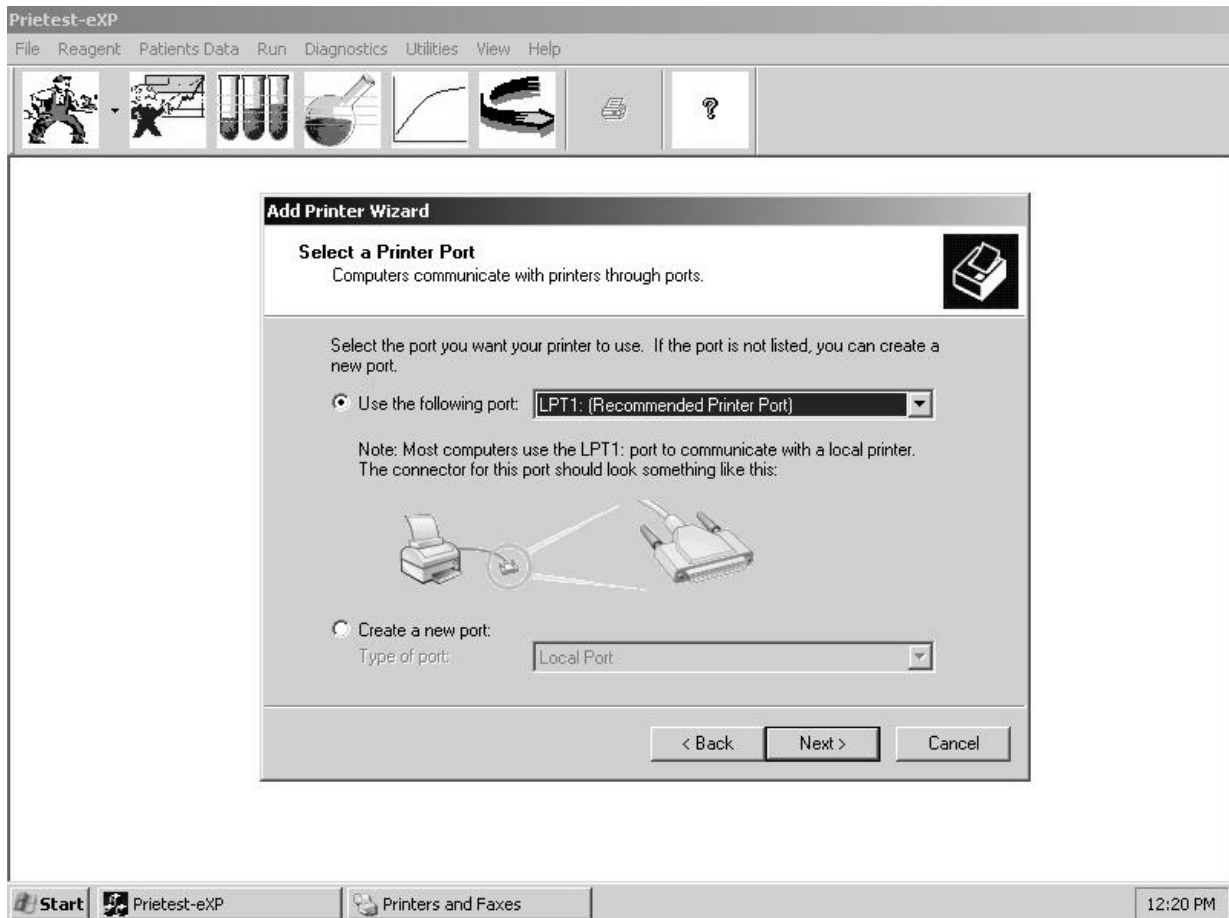 Prietest-eXP
File Reagent Patients Data Run Diagnostics Utilities View Help
?
Add Printer Wizard
Select a Printer Port
Computers communicate with printers through ports.
Select the port you want your printer to use. If the port is not listed, you can create a
new port.
Use the following port: LPT1: (Recommended Printer Port)
Note: Most computers use the LPT1: port to communicate with a local printer.
The connector for this port should look something like this:
Create a new port:
Type of port: Local Port
< Back Next > Cancel
Start Prietest-eXP Printers and Faxes 12:20 PM